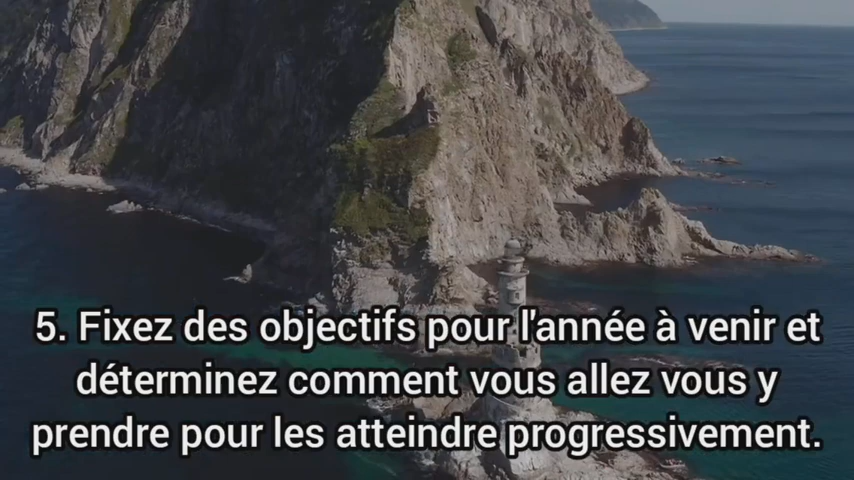 5. Fixez des objectifs pour l'année à venir et
déterminez comment vous allez vous y
prendre pour les atteindre progressivement.